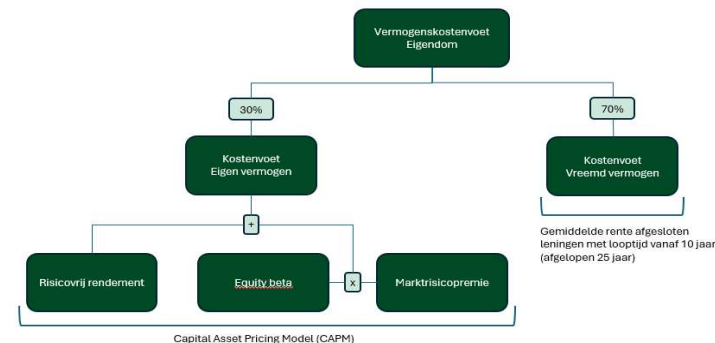 Vermogenskostenvoet
Eigendom
30%
70%
Kostenvoet
Eigen vermogen
Kostenvoet
Vreemd vermogen
+
Gemiddelde rente afgesloten
leningen met looptijd vanaf 10 jaar
(afgelopen 25 jaar)
Risicovrij rendement
Equity beta
x
Marktrisicopremie
Capital Asset Pricing Model (CAPM)